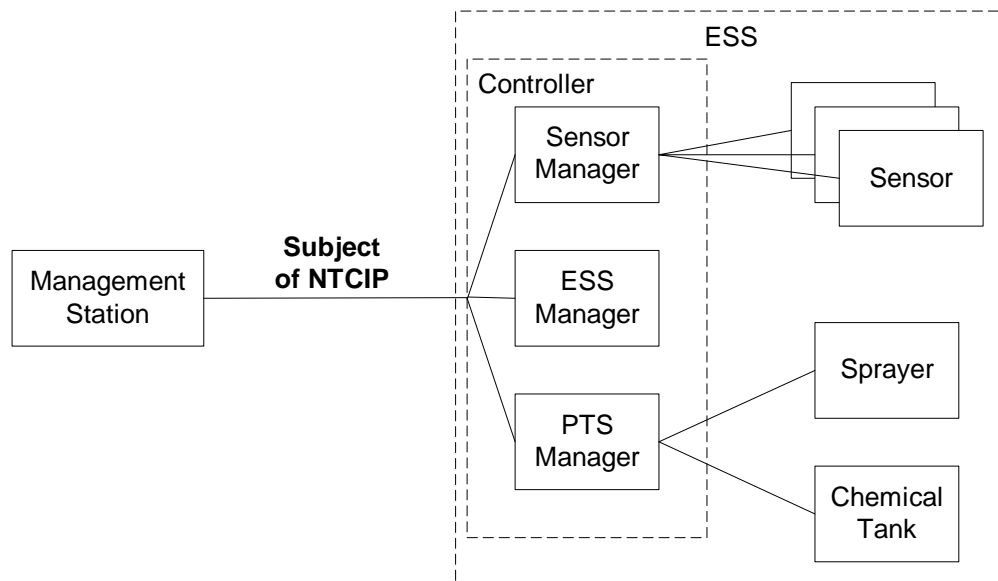 ESS
Controller
Sensor
Manager
Sensor
Subject
of NTCIP
Management
Station
ESS
Manager
Sprayer
PTS
Manager
Chemical
Tank